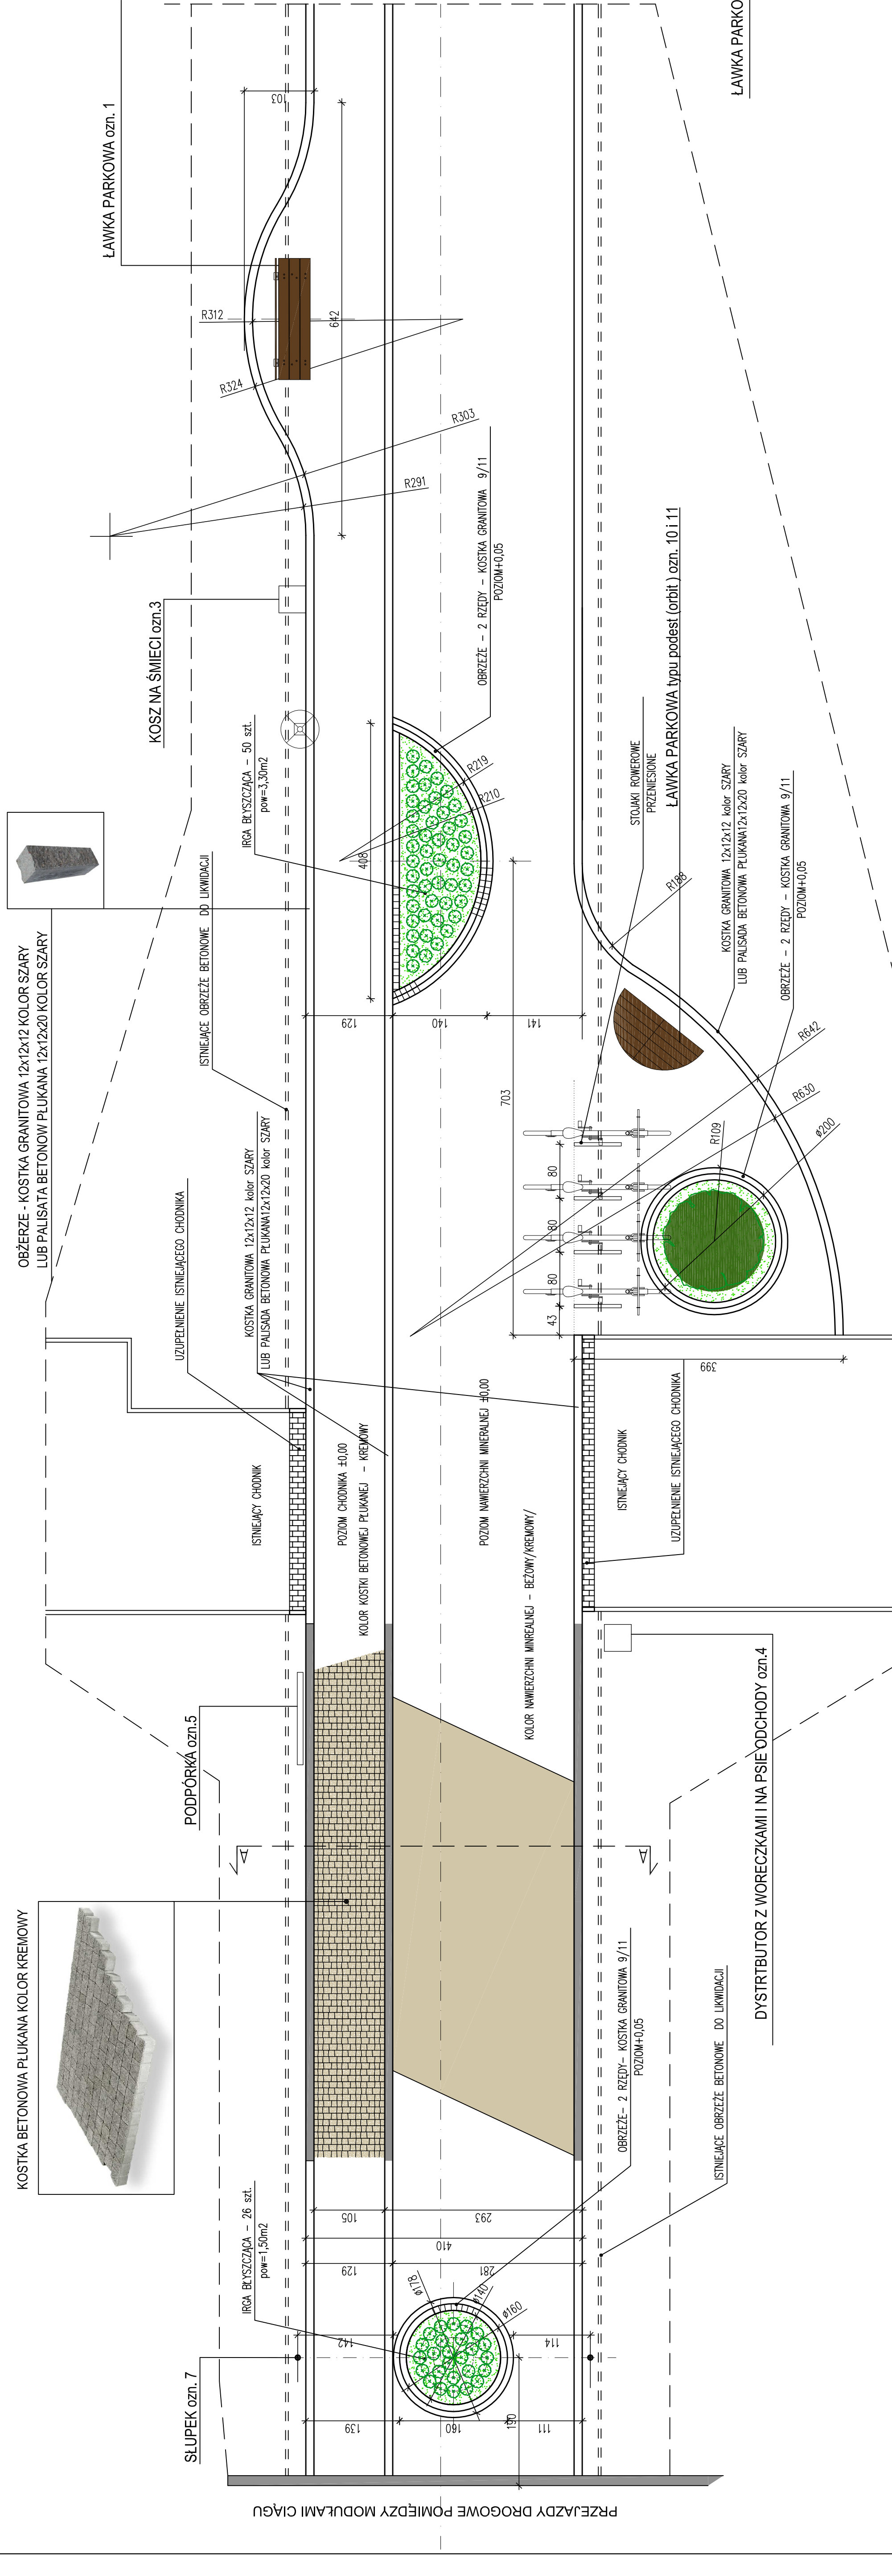 ŁAWKA PARKOWA ozn. 1
ŁAWKA PARKO
103
R312
642
R324
R303
R291
OBRZEŻE - 2 RZĘDY - KOSTKA GRANITOWA 9/11
POZIOM+0,05
KOSZ NA ŚMIECI ozn.3
IRGA BŁYSZCZĄCA - 50 szt.
pow=3,30m2
R219
R210
408
STOJAKI ROWEROWE
PRZENIESIONE
ŁAWKA PARKOWA typu podest (orbit ) ozn. 10 i 11
KOSTKA GRANITOWA 12x12x12 kolor SZARY
LUB PALISADA BETONOWA PŁUKANA12x12x20 kolor SZARY
OBRZEŻE - 2 RZĘDY - KOSTKA GRANITOWA 9/11
POZIOM+0,05
R188
OBŻERZE - KOSTKA GRANITOWA 12x12x12 KOLOR SZARY
LUB PALISATA BETONOW PŁUKANA 12x12x20 KOLOR SZARY
ISTNIEJĄCE OBRZEŻE BETONOWE DO LIKWIDACJI
129
140
141
703
R642
R630
R109
ø200
80
80
80
43
399
UZUPEŁNIENIE ISTNIEJĄCEGO CHODNIKA
KOSTKA GRANITOWA 12x12x12 kolor SZARY
LUB PALISADA BETONOWA PŁUKANA12x12x20 kolor SZARY
ISTNIEJĄCY CHODNIK
POZIOM CHODNIKA ±0,00
KOLOR KOSTKI BETONOWEJ PŁUKANEJ - KREMOWY
POZIOM NAWIERZCHNI MINERALNEJ ±0,00
KOLOR NAWIERZCHNI MINREALNEJ - BEŻOWY/KREMOWY/
ISTNIEJĄCY CHODNIK
UZUPEŁNIENIE ISTNIEJĄCEGO CHODNIKA
PODPÓRKA ozn.5
DYSTRTBUTOR Z WORECZKAMI I NA PSIE ODCHODY ozn.4
A
A
KOSTKA BETONOWA PŁUKANA KOLOR KREMOWY
OBRZEŻE- 2 RZĘDY- KOSTKA GRANITOWA 9/11
POZIOM+0,05
ISTNIEJĄCE OBRZEŻE BETONOWE DO LIKWIDACJI
IRGA BŁYSZCZĄCA - 26 szt.
pow=1,50m2
105
293
410
129
281
ø178
ø140
ø160
142
114
SŁUPEK ozn. 7
139
160
111
190
PRZEJAZDY DROGOWE POMIĘDZY MODUŁAMI CIĄGU